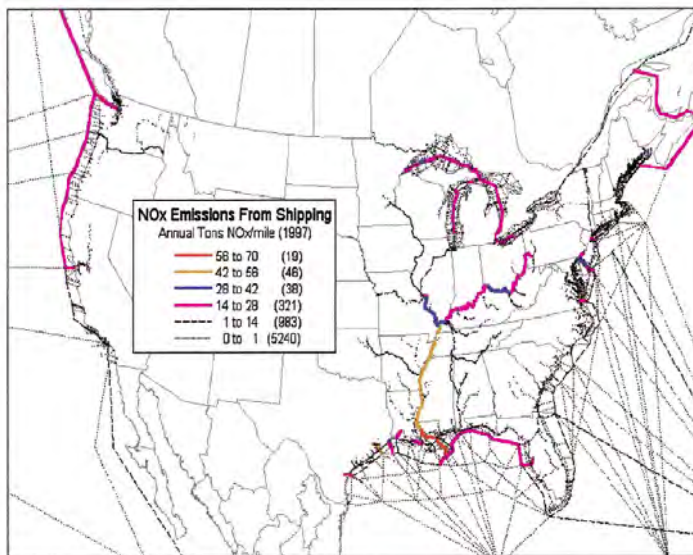 NOx Emissions From Shipping
Annual Tons NOx/mile (1997)
56 to 70 (19)
42 to 56 (46)
28 to 42 (38)
14 to 28 (321)
1 to 14 (983)
0 to 1 (5240)